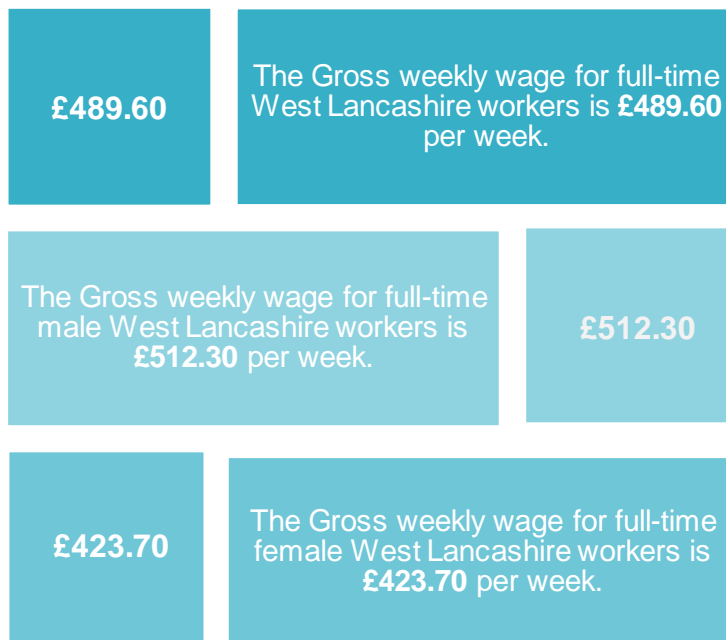 £489.60
The Gross weekly wage for full-time
West Lancashire workers is £489.60
per week.
The Gross weekly wage for full-time
male West Lancashire workers is
£512.30 per week.
£512.30
£423.70
The Gross weekly wage for full-time
female West Lancashire workers is
£423.70 per week.